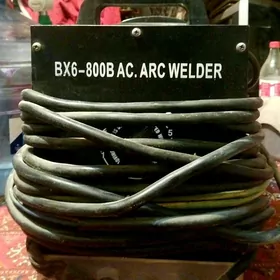 BX6-800B AC. ARC WELDER